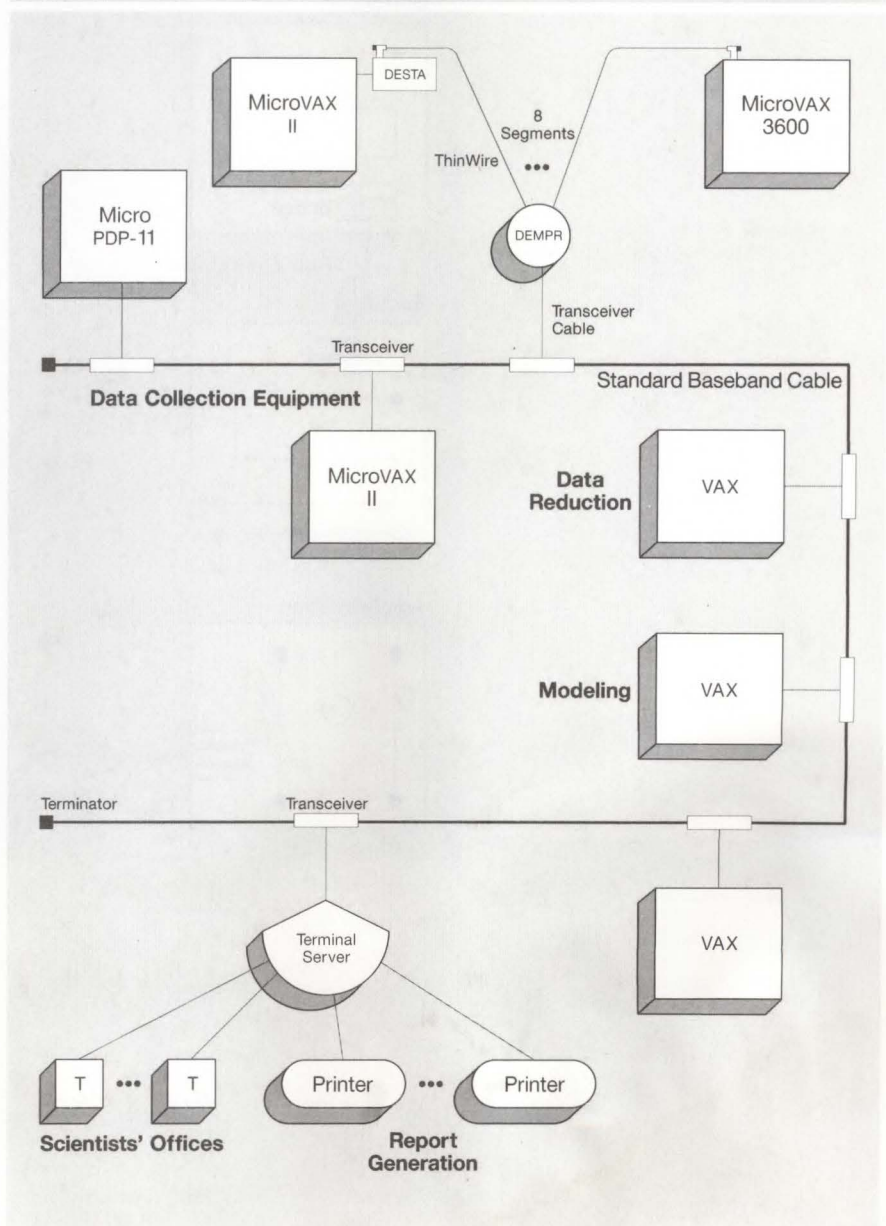 DESTA
MicroVAX
II
8
Segments
MicroVAX
3600
ThinWire
•••
Micro
PDP-11
DEMPR
Transceiver
Cable
Transceiver
Standard Baseband Cable
Data Collection Equipment
MicroVAX
II
Data
Reduction
VAX
Modeling
VAX
Terminator
Transceiver
Terminal
Server
VAX
T ••• T
Printer ••• Printer
Scientists' Offices
Report
Generation